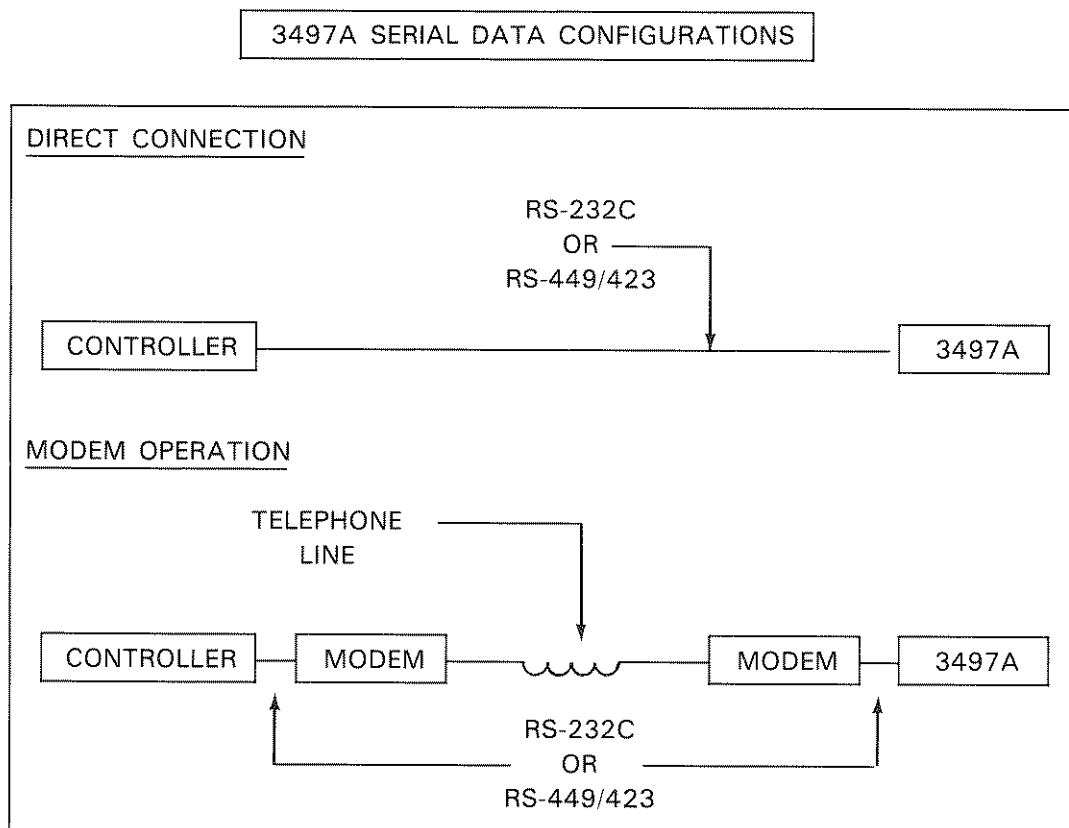 3497A SERIAL DATA CONFIGURATIONS
DIRECT CONNECTION
RS-232C
OR
RS-449/423
CONTROLLER
3497A
MODEM OPERATION
TELEPHONE
LINE
CONTROLLER
MODEM
MODEM
3497A
RS-232C
OR
RS-449/423